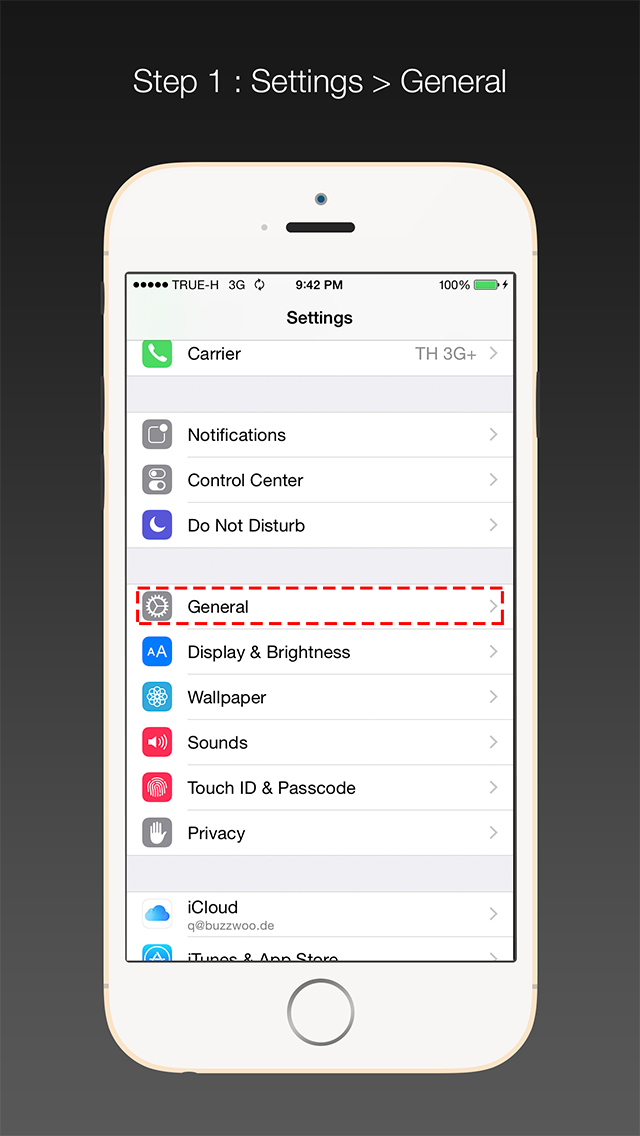 Step 1 : Settings > General
TRUE-H 3G 9:42 PM 100%
Settings
Carrier TH 3G+
Notifications
Control Center
Do Not Disturb
General
AA Display & Brightness
Wallpaper
Sounds
Touch ID & Passcode
Privacy
iCloud
q@buzzwoo.de
iTunes & App Store